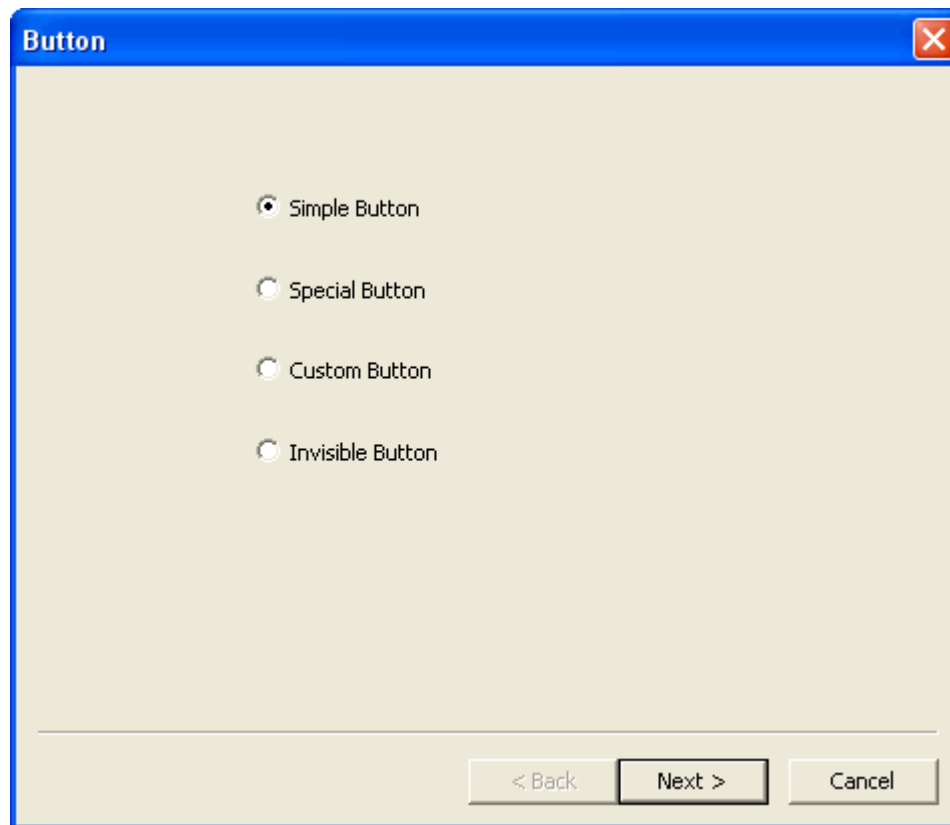 Button
Simple Button
Special Button
Custom Button
Invisible Button
< Back Next > Cancel